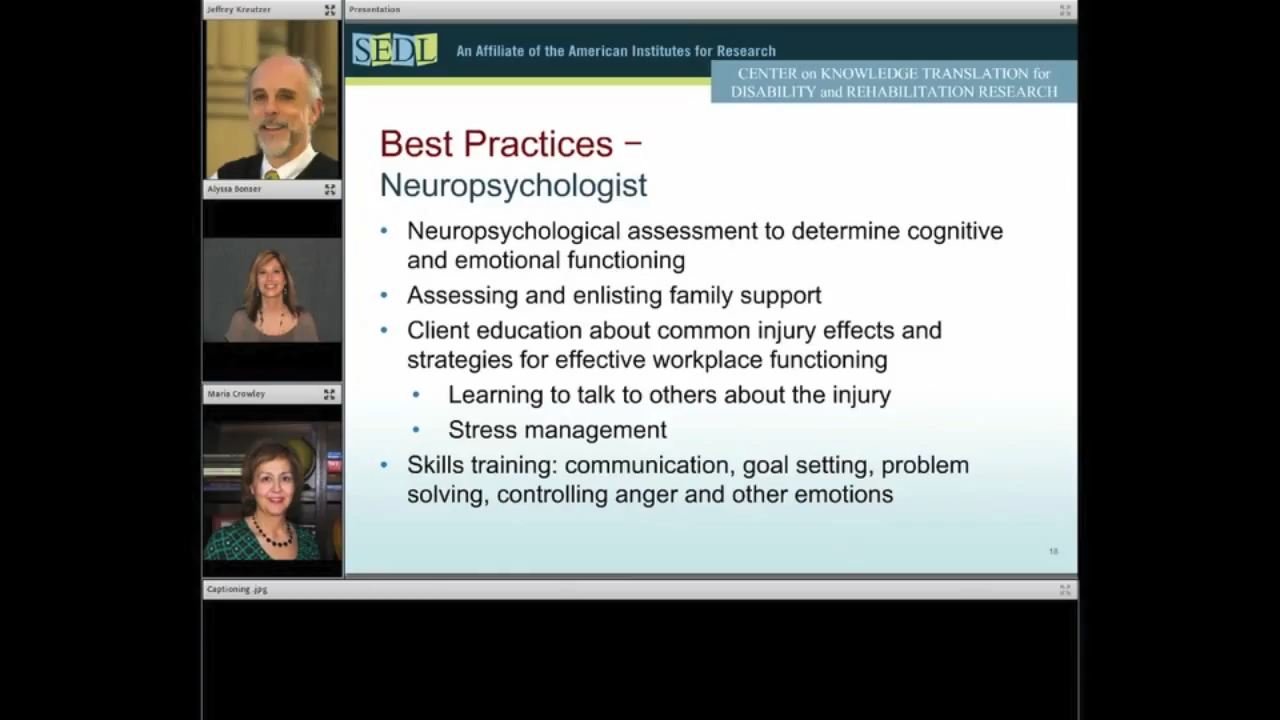 Jeffrey Kreutzer
Presentation
SEDL
An Affiliate of the American Institutes for Research
CENTER on KNOWLEDGE TRANSLATION for
DISABILITY and REHABILITATION RESEARCH
Best Practices –
Neuropsychologist
• Neuropsychological assessment to determine cognitive
and emotional functioning
• Assessing and enlisting family support
• Client education about common injury effects and
strategies for effective workplace functioning
• Learning to talk to others about the injury
• Stress management
• Skills training: communication, goal setting, problem
solving, controlling anger and other emotions
18
Alyssa Bonser
Maria Crowley
Captioning .jpg